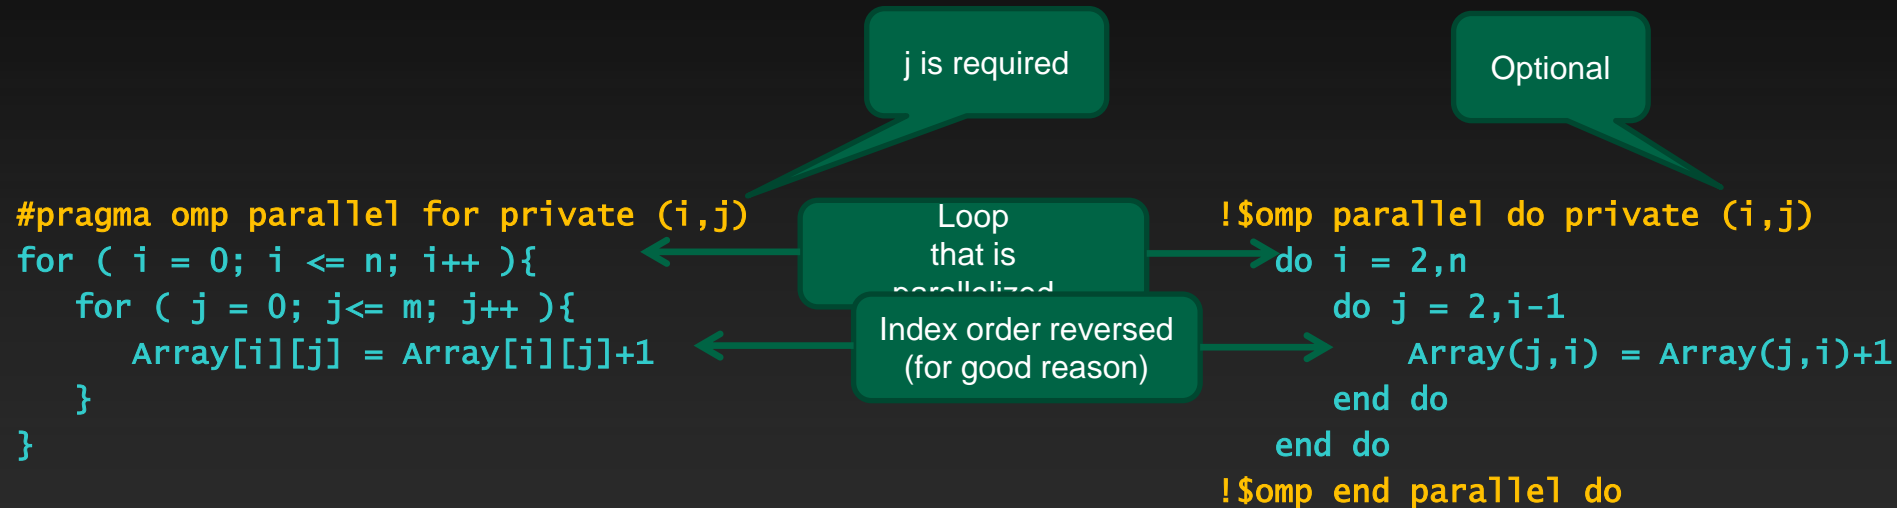 j is required
Optional
#pragma omp parallel for private (i,j)
for ( i = 0; i <= n; i++ ){
   for ( j = 0; j<= m; j++ ){
      Array[i][j] = Array[i][j]+1
   }
}
Loop
that is
parallelized
Index order reversed
(for good reason)
!$omp parallel do private (i,j)
   do i = 2,n
      do j = 2,i-1
          Array(j,i) = Array(j,i)+1
      end do
   end do
!$omp end parallel do